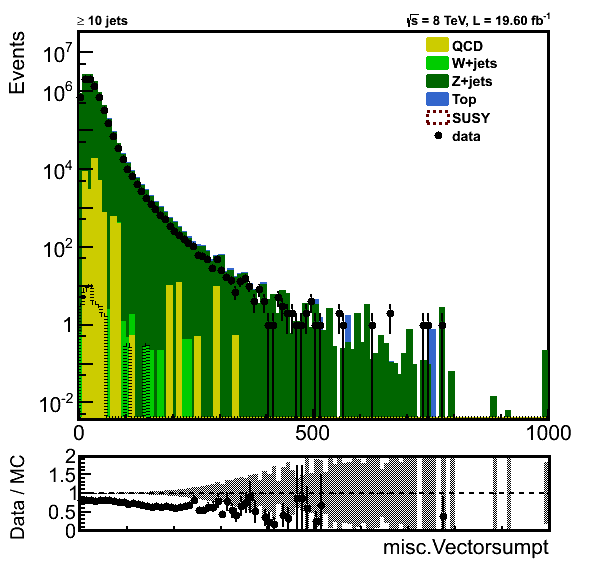 ≥ 10 jets
√s = 8 TeV, L = 19.60 fb⁻¹
Events
10⁷
10⁶
10⁴
10²
1
10⁻²
QCD
W+jets
Z+jets
Top
SUSY
data
0 500 1000
Data / MC
2
1.5
1
0.5
0
misc.Vectorsumpt